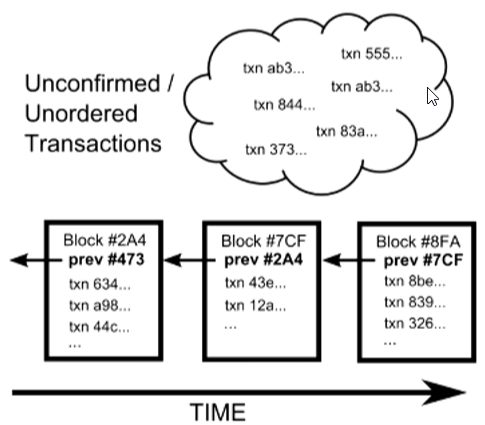 Unconfirmed /
Unordered
Transactions
txn 555...
txn ab3...
txn ab3...
txn 844...
txn 83a...
txn 373...
Block #2A4
prev #473
txn 634...
txn a98...
txn 44c...
...
Block #7CF
prev #2A4
txn 43e...
txn 12a...
...
Block #8FA
prev #7CF
txn 8be...
txn 839...
txn 326...
...
TIME